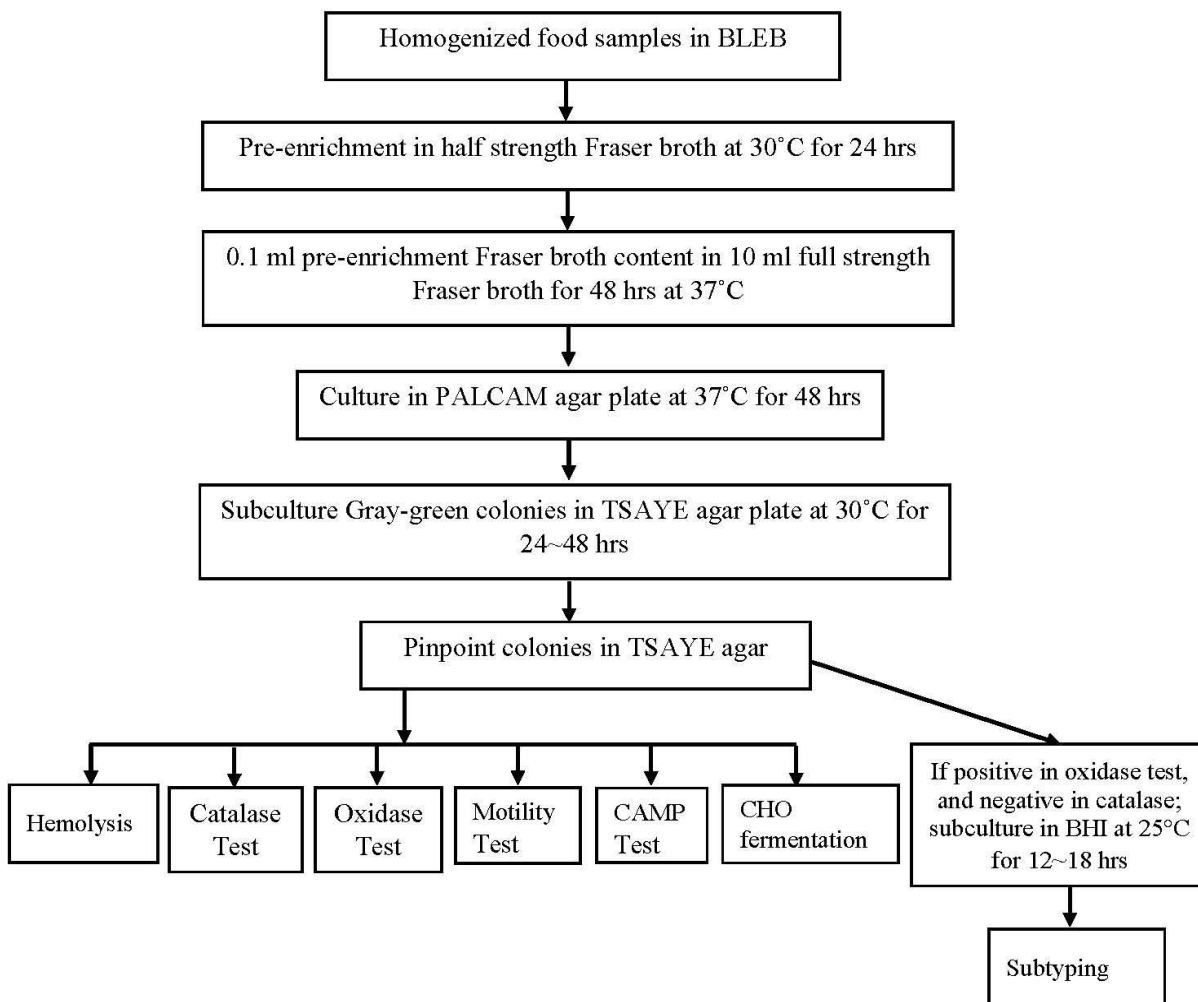 Homogenized food samples in BLEB
Pre-enrichment in half strength Fraser broth at 30˚C for 24 hrs
0.1 ml pre-enrichment Fraser broth content in 10 ml full strength
Fraser broth for 48 hrs at 37˚C
Culture in PALCAM agar plate at 37˚C for 48 hrs
Subculture Gray-green colonies in TSAYE agar plate at 30˚C for
24~48 hrs
Pinpoint colonies in TSAYE agar
Hemolysis
Catalase
Test
Oxidase
Test
Motility
Test
CAMP
Test
CHO
fermentation
If positive in oxidase test,
and negative in catalase;
subculture in BHI at 25°C
for 12~18 hrs
Subtyping